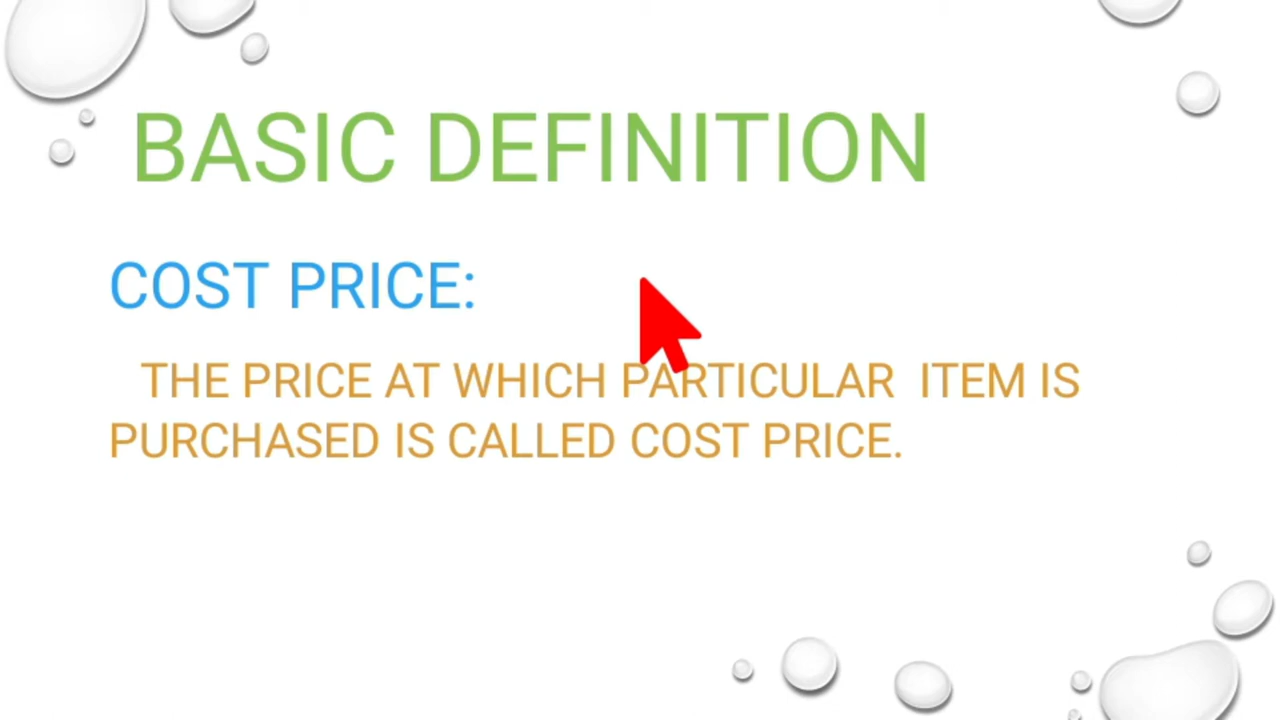 BASIC DEFINITION
COST PRICE:
THE PRICE AT WHICH PARTICULAR ITEM IS
PURCHASED IS CALLED COST PRICE.